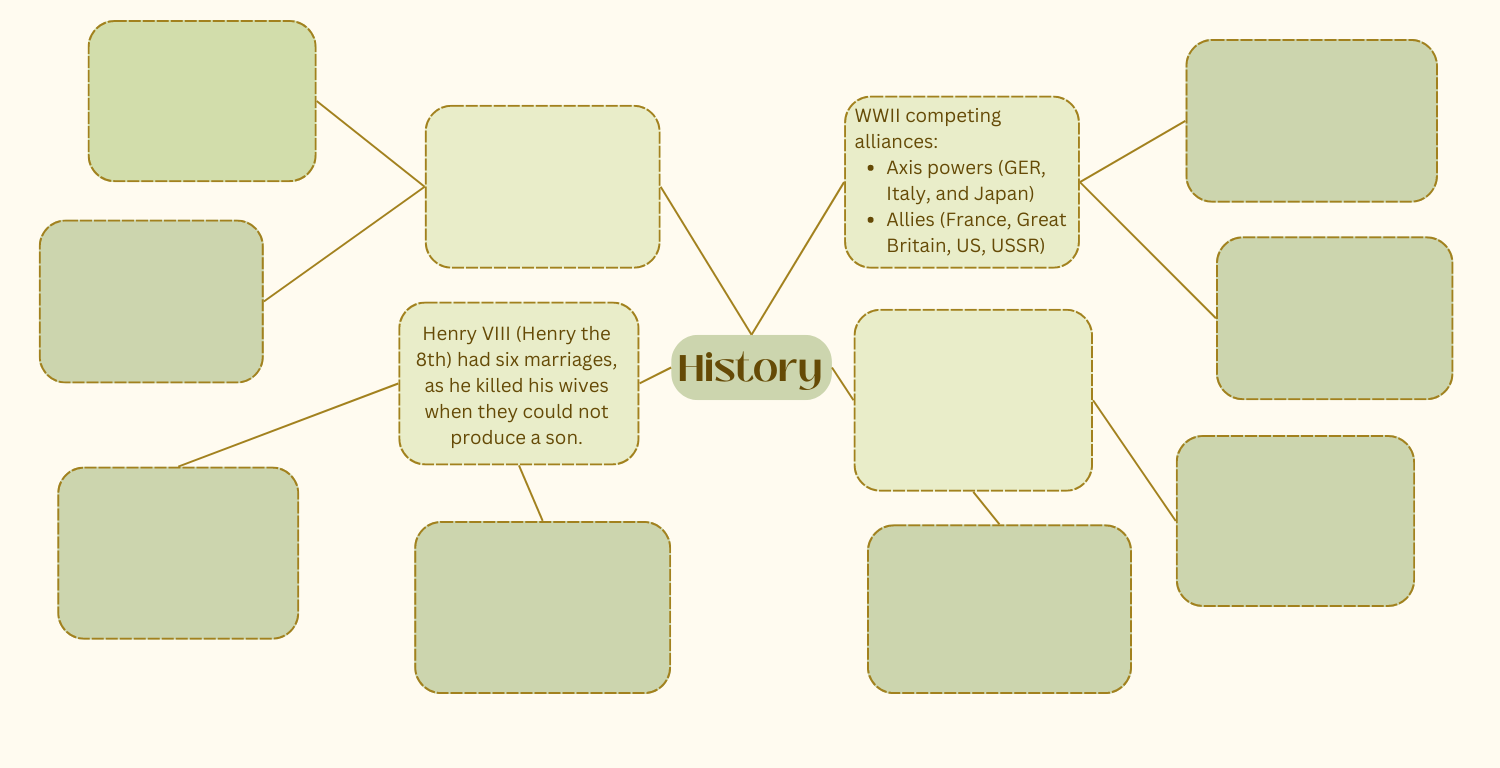 WWII competing
alliances:
• Axis powers (GER,
Italy, and Japan)
• Allies (France, Great
Britain, US, USSR)
Henry VIII (Henry the
8th) had six marriages,
as he killed his wives
when they could not
produce a son.
History